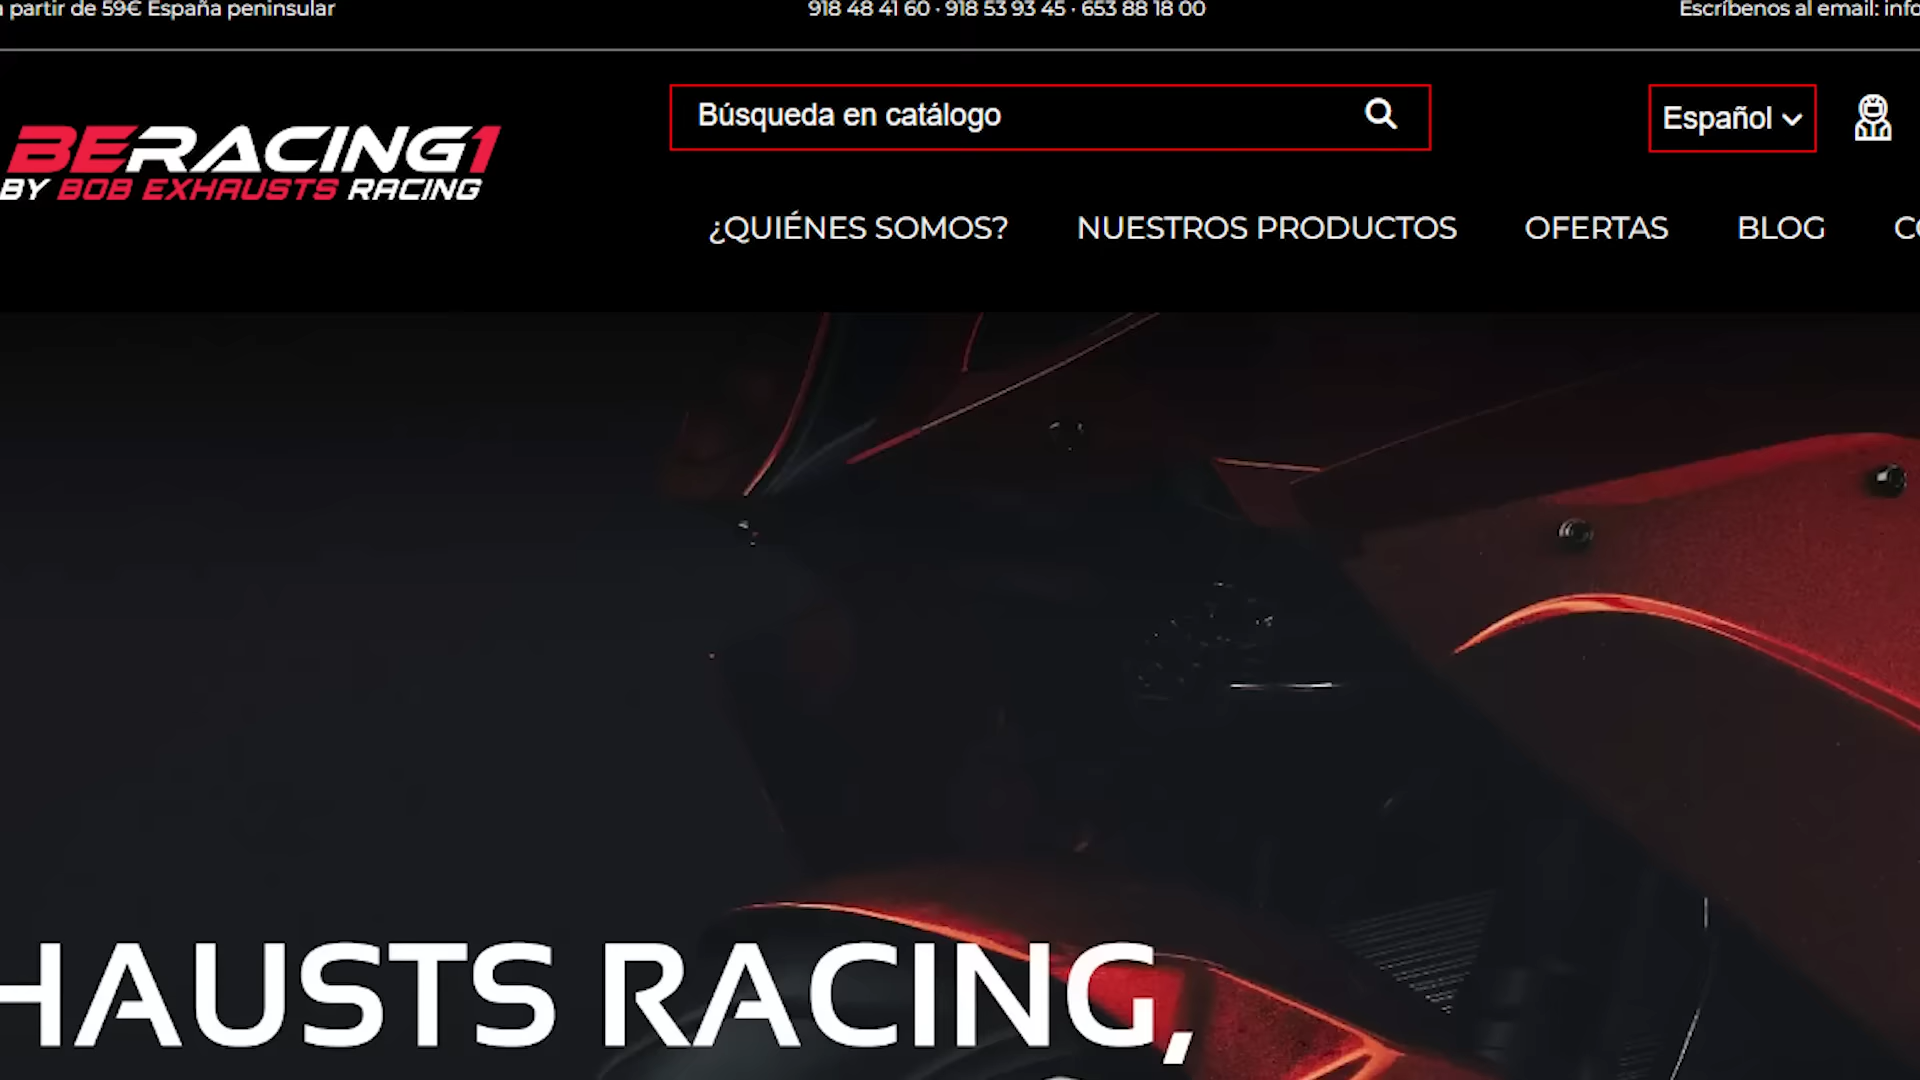 a partir de 59€ España peninsular
918 48 41 60 · 918 53 93 45 · 653 88 18 00
Escríbenos al email: info
Búsqueda en catálogo
Español
BERACING1
BY BOB EXHAUSTS RACING
¿QUIÉNES SOMOS?
NUESTROS PRODUCTOS
OFERTAS
BLOG
HAUSTS RACING,